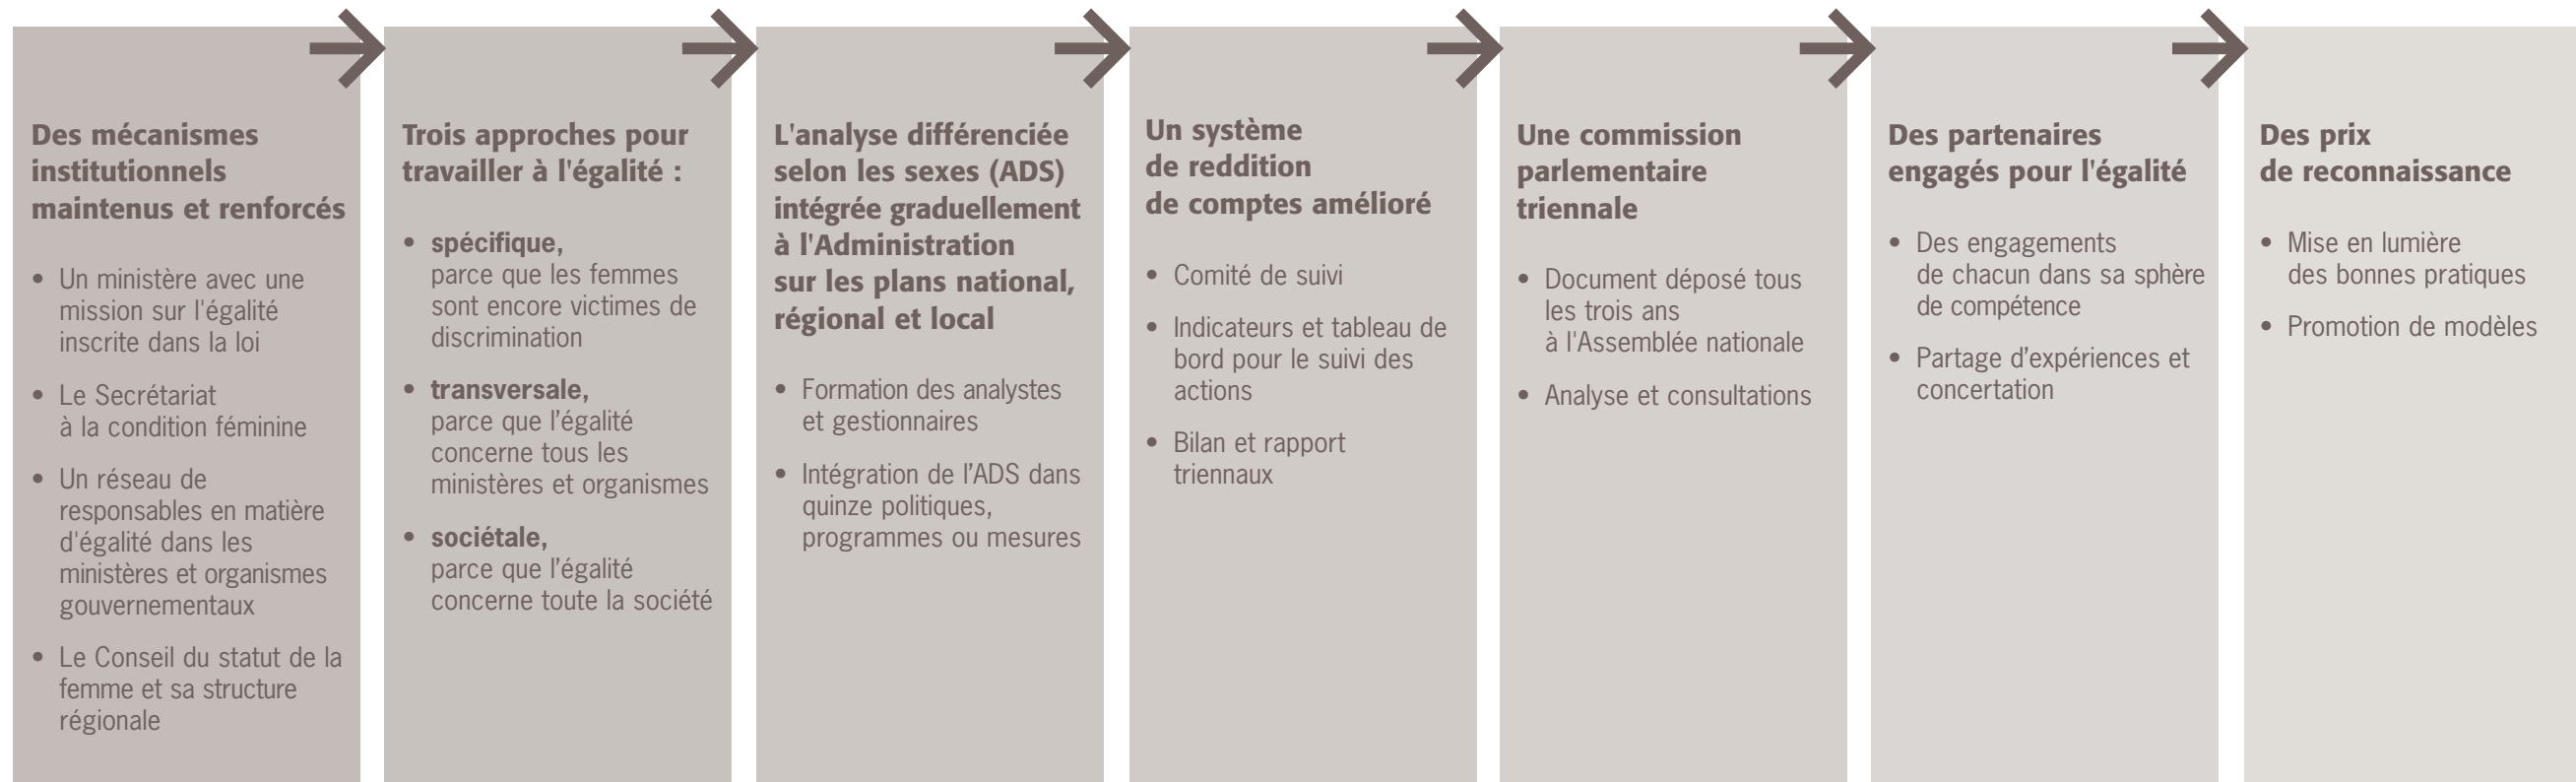 Des mécanismes
institutionnels
maintenus et renforcés
• Un ministère avec une
mission sur l'égalité
inscrite dans la loi
• Le Secrétariat
à la condition féminine
• Un réseau de
responsables en matière
d'égalité dans les
ministères et organismes
gouvernementaux
• Le Conseil du statut de la
femme et sa structure
régionale
Trois approches pour
travailler à l'égalité :
• spécifique,
parce que les femmes
sont encore victimes de
discrimination
• transversale,
parce que l’égalité
concerne tous les
ministères et organismes
• sociétale,
parce que l’égalité
concerne toute la société
L'analyse différenciée
selon les sexes (ADS)
intégrée graduellement
à l'Administration
sur les plans national,
régional et local
• Formation des analystes
et gestionnaires
• Intégration de l’ADS dans
quinze politiques,
programmes ou mesures
Un système
de reddition
de comptes amélioré
• Comité de suivi
• Indicateurs et tableau de
bord pour le suivi des
actions
• Bilan et rapport
triennaux
Une commission
parlementaire
triennale
• Document déposé tous
les trois ans
à l'Assemblée nationale
• Analyse et consultations
Des partenaires
engagés pour l'égalité
• Des engagements
de chacun dans sa sphère
de compétence
• Partage d’expériences et
concertation
Des prix
de reconnaissance
• Mise en lumière
des bonnes pratiques
• Promotion de modèles